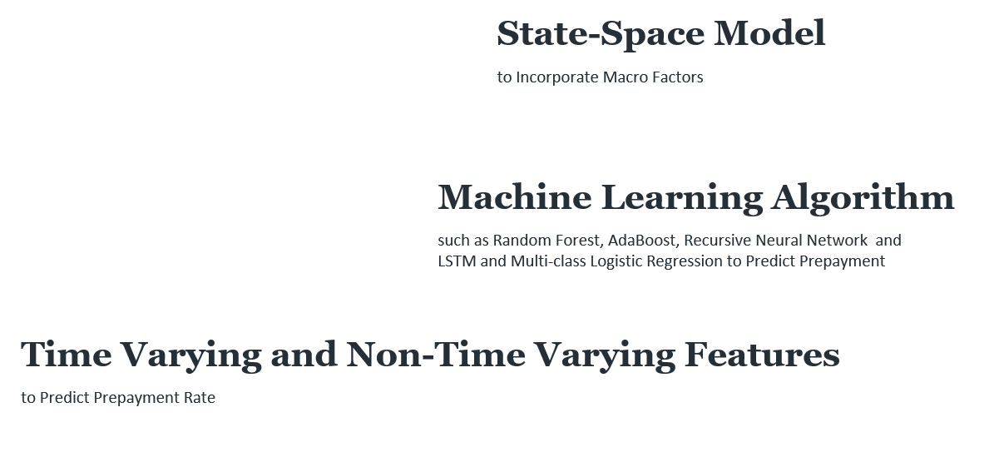 State-Space Model
to Incorporate Macro Factors
Machine Learning Algorithm
such as Random Forest, AdaBoost, Recursive Neural Network  and
LSTM and Multi-class Logistic Regression to Predict Prepayment
Time Varying and Non-Time Varying Features
to Predict Prepayment Rate